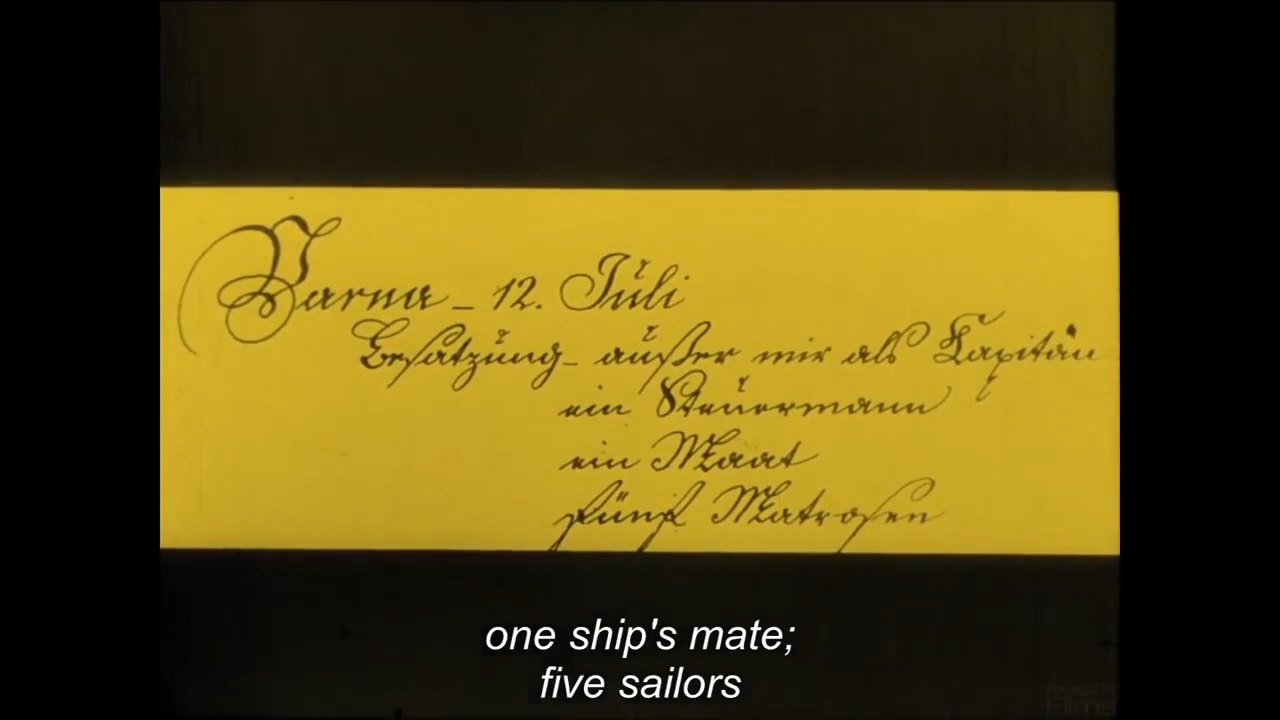 Varna – 12. Juli
Besatzung – außer mir als Kapitän
ein Steuermann
ein Maat
fünf Matrosen
one ship's mate;
five sailors
Films